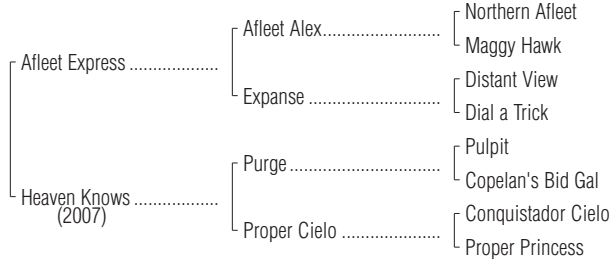 Northern Afleet
Afleet Alex..........................
Maggy Hawk
Afleet Express ....................
Distant View
Expanse .............................
Dial a Trick
Pulpit
Purge.................................
Copelan's Bid Gal
Heaven Knows ...................
(2007)
Conquistador Cielo
Proper Cielo ......................
Proper Princess